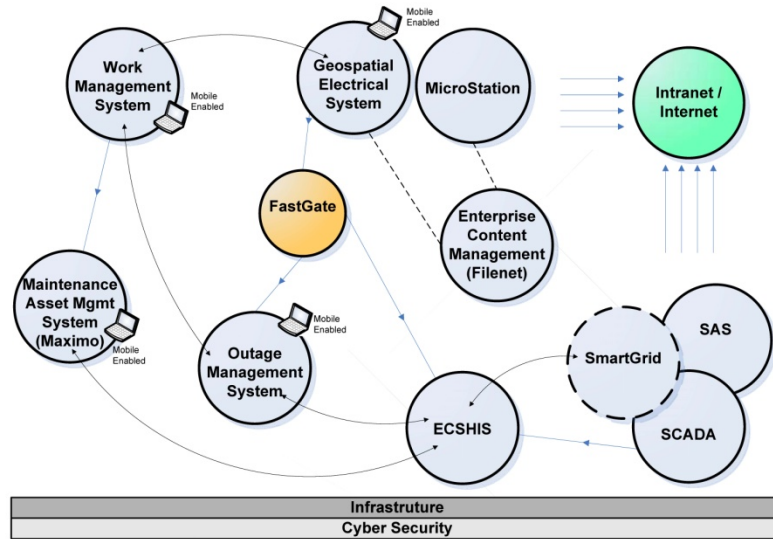 Mobile
Enabled
Work
Management
System
Mobile
Enabled
Geospatial
Electrical
System
MicroStation
Intranet /
Internet
FastGate
Enterprise
Content
Management
(Filenet)
Maintenance
Asset Mgmt
System
(Maximo)
Mobile
Enabled
Mobile
Enabled
Outage
Management
System
SmartGrid
SAS
ECSHIS
SCADA
Infrastruture
Cyber Security